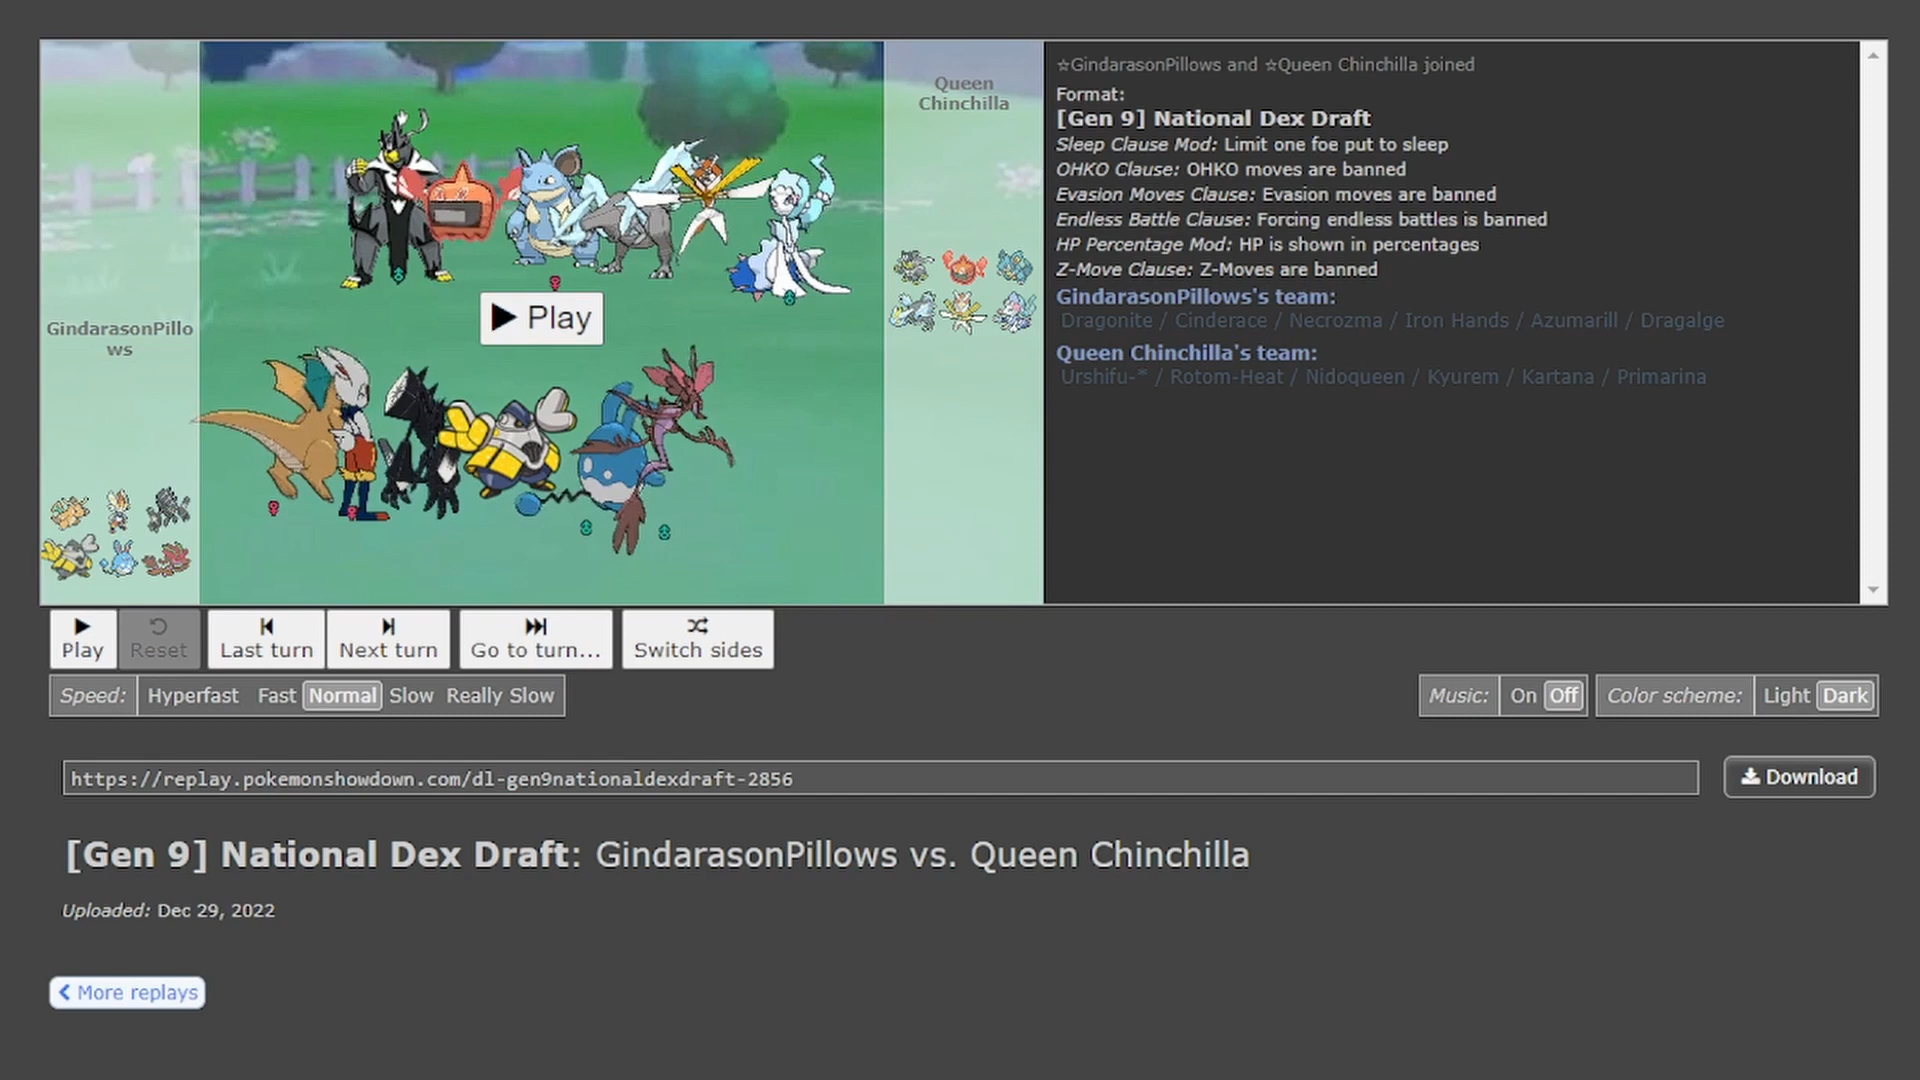 ☆GindarasonPillows and ☆Queen Chinchilla joined
Format:
[Gen 9] National Dex Draft
Sleep Clause Mod: Limit one foe put to sleep
OHKO Clause: OHKO moves are banned
Evasion Moves Clause: Evasion moves are banned
Endless Battle Clause: Forcing endless battles is banned
HP Percentage Mod: HP is shown in percentages
Z-Move Clause: Z-Moves are banned
GindarasonPillows's team:
Dragonite / Cinderace / Necrozma / Iron Hands / Azumarill / Dragalge
Queen Chinchilla's team:
Urshifu-* / Rotom-Heat / Nidoqueen / Kyurem / Kartana / Primarina
Queen
Chinchilla
GindarasonPillo
ws
Play
Play
Reset
Last turn
Next turn
Go to turn...
Switch sides
Speed: Hyperfast Fast Normal Slow Really Slow
Music: On Off
Color scheme: Light Dark
https://replay.pokemonshowdown.com/dl-gen9nationaldexdraft-2856
Download
[Gen 9] National Dex Draft: GindarasonPillows vs. Queen Chinchilla
Uploaded: Dec 29, 2022
More replays